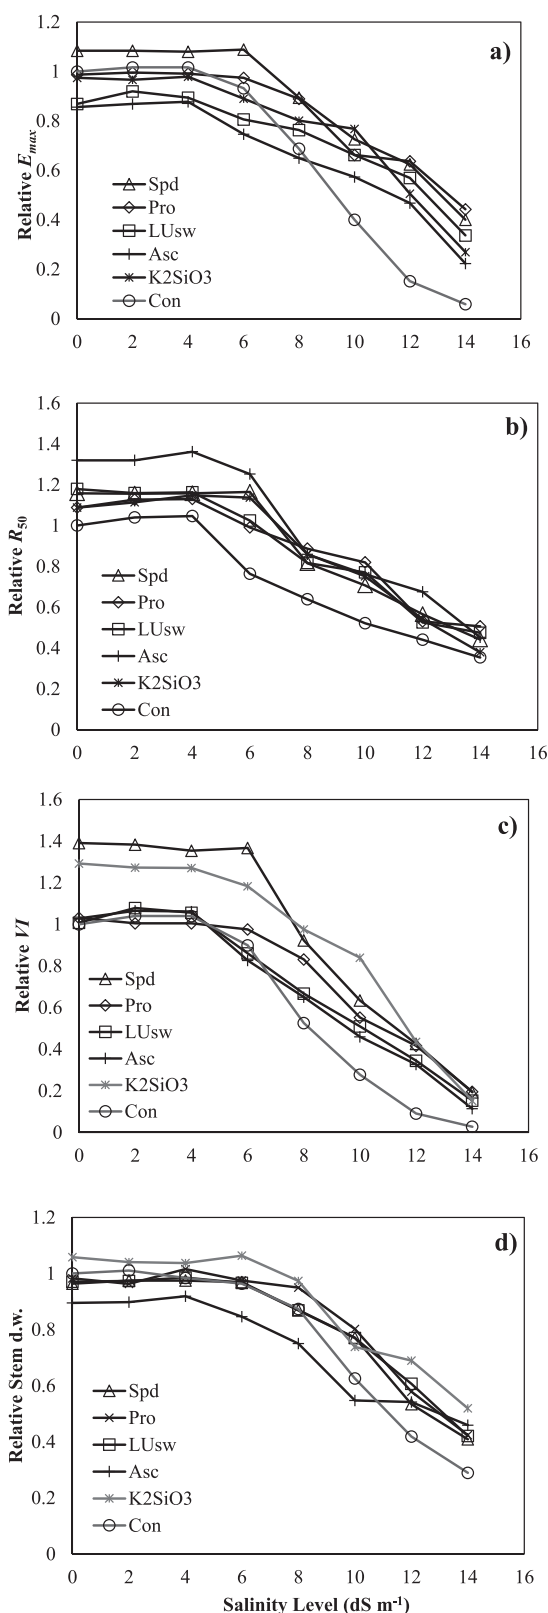 1.2
a)
1
0.8
0.6
0.4
0.2
0
Relative Emax
Spd
Pro
LUsw
Asc
K2SiO3
Con
0 2 4 6 8 10 12 14 16
1.6
b)
1.4
1.2
1
0.8
0.6
0.4
0.2
0
Relative R50
Spd
Pro
LUsw
Asc
K2SiO3
Con
0 2 4 6 8 10 12 14 16
1.6
c)
1.4
1.2
1
0.8
0.6
0.4
0.2
0
Relative VI
Spd
Pro
LUsw
Asc
K2SiO3
Con
0 2 4 6 8 10 12 14 16
1.2
d)
1
0.8
0.6
0.4
0.2
0
Relative Stem d.w.
Spd
Pro
LUsw
Asc
K2SiO3
Con
0 2 4 6 8 10 12 14 16
Salinity Level (dS m-1)